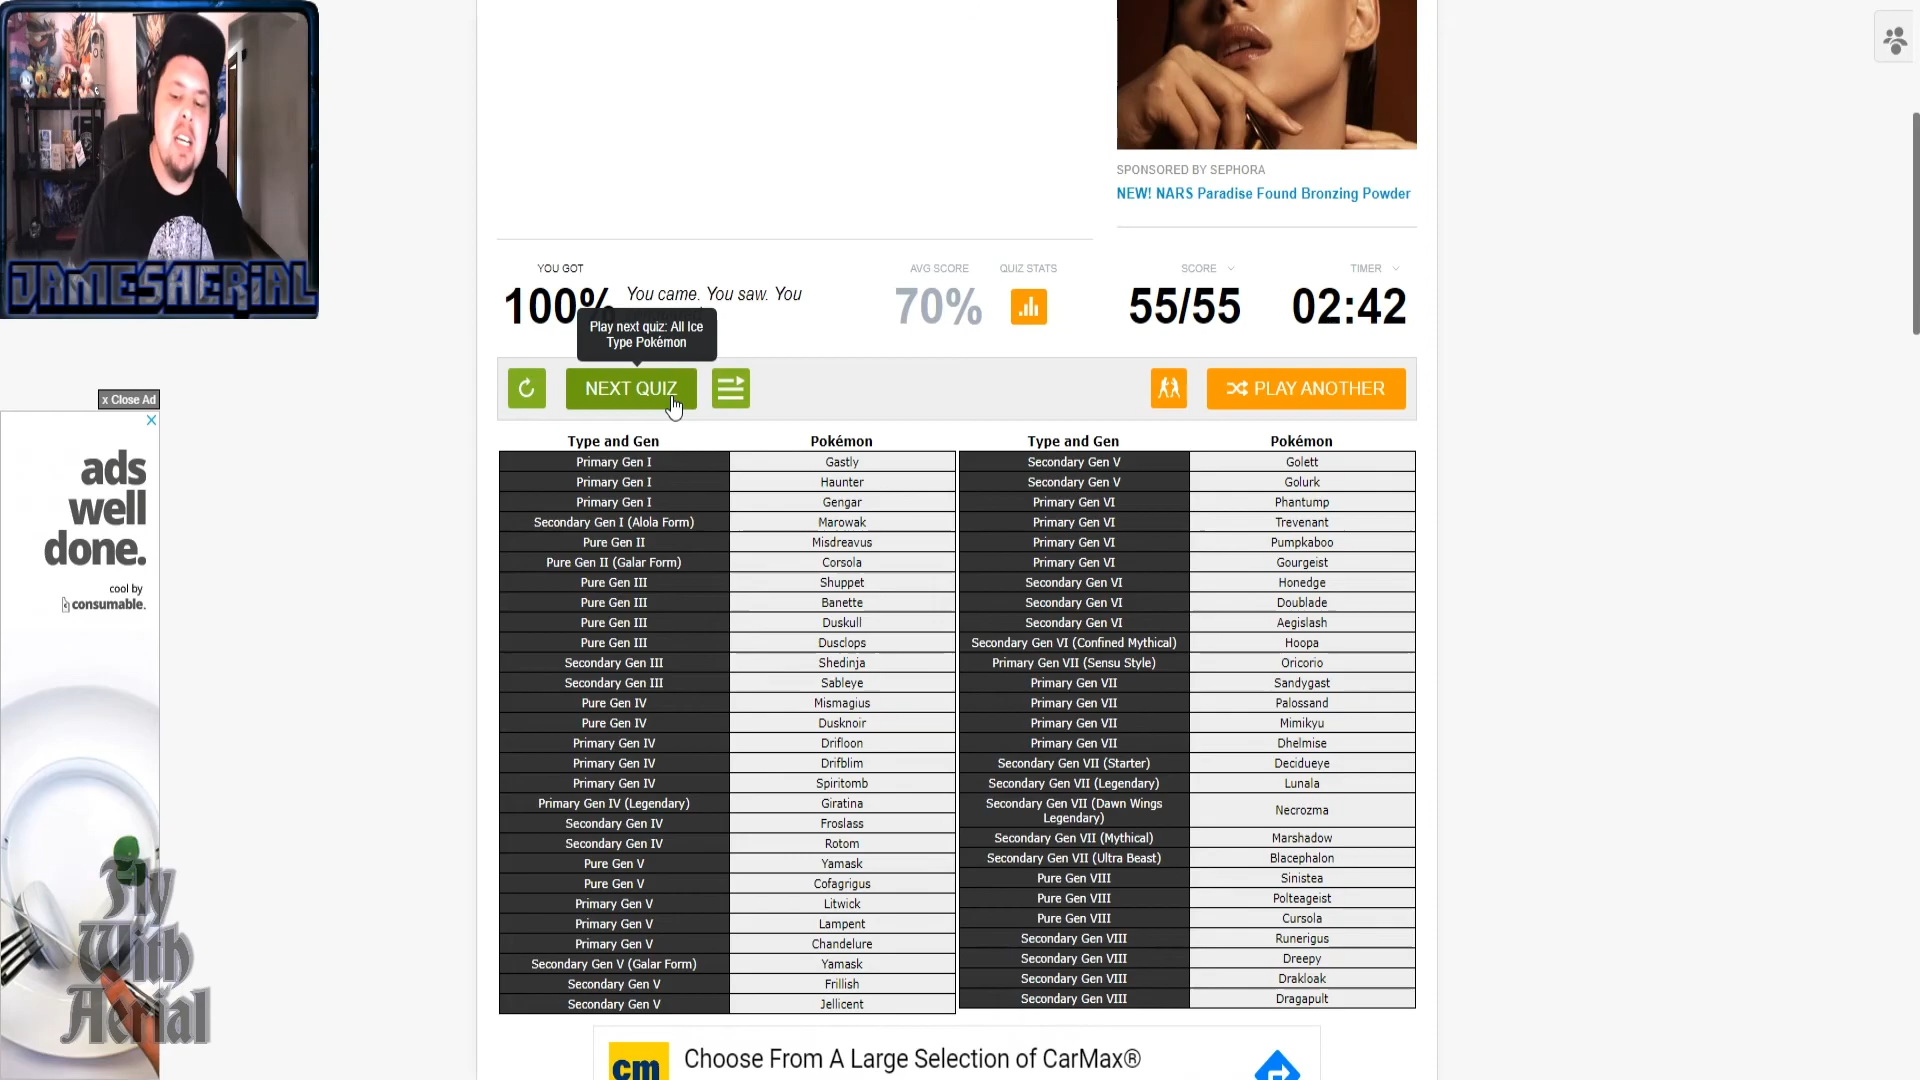 JAMESAERIAL
SPONSORED BY SEPHORA
NEW! NARS Paradise Found Bronzing Powder
YOU GOT
100%
You came. You saw. You
AVG SCORE
70%
QUIZ STATS
SCORE
55/55
TIMER
02:42
Play next quiz: All Ice
Type Pokémon
NEXT QUIZ
PLAY ANOTHER
x Close Ad
ads
well
done.
cool by
consumable.
Fly
With
Aerial
Type and Gen Pokémon
Primary Gen I Gastly
Primary Gen I Haunter
Primary Gen I Gengar
Secondary Gen I (Alola Form) Marowak
Pure Gen II Misdreavus
Pure Gen II (Galar Form) Corsola
Pure Gen III Shuppet
Pure Gen III Banette
Pure Gen III Duskull
Pure Gen III Dusclops
Secondary Gen III Shedinja
Secondary Gen III Sableye
Pure Gen IV Mismagius
Pure Gen IV Dusknoir
Primary Gen IV Drifloon
Primary Gen IV Drifblim
Primary Gen IV Spiritomb
Primary Gen IV (Legendary) Giratina
Secondary Gen IV Froslass
Secondary Gen IV Rotom
Pure Gen V Yamask
Pure Gen V Cofagrigus
Primary Gen V Litwick
Primary Gen V Lampent
Primary Gen V Chandelure
Secondary Gen V (Galar Form) Yamask
Secondary Gen V Frillish
Secondary Gen V Jellicent
Type and Gen Pokémon
Secondary Gen V Golett
Secondary Gen V Golurk
Primary Gen VI Phantump
Primary Gen VI Trevenant
Primary Gen VI Pumpkaboo
Primary Gen VI Gourgeist
Secondary Gen VI Honedge
Secondary Gen VI Doublade
Secondary Gen VI Aegislash
Secondary Gen VI (Confined Mythical) Hoopa
Primary Gen VII (Sensu Style) Oricorio
Primary Gen VII Sandygast
Primary Gen VII Palossand
Primary Gen VII Mimikyu
Primary Gen VII Dhelmise
Secondary Gen VII (Starter) Decidueye
Secondary Gen VII (Legendary) Lunala
Secondary Gen VII (Dawn Wings
Legendary) Necrozma
Secondary Gen VII (Mythical) Marshadow
Secondary Gen VII (Ultra Beast) Blacephalon
Pure Gen VIII Sinistea
Pure Gen VIII Polteageist
Pure Gen VIII Cursola
Secondary Gen VIII Runerigus
Secondary Gen VIII Dreepy
Secondary Gen VIII Drakloak
Secondary Gen VIII Dragapult
cm
Choose From A Large Selection of CarMax®